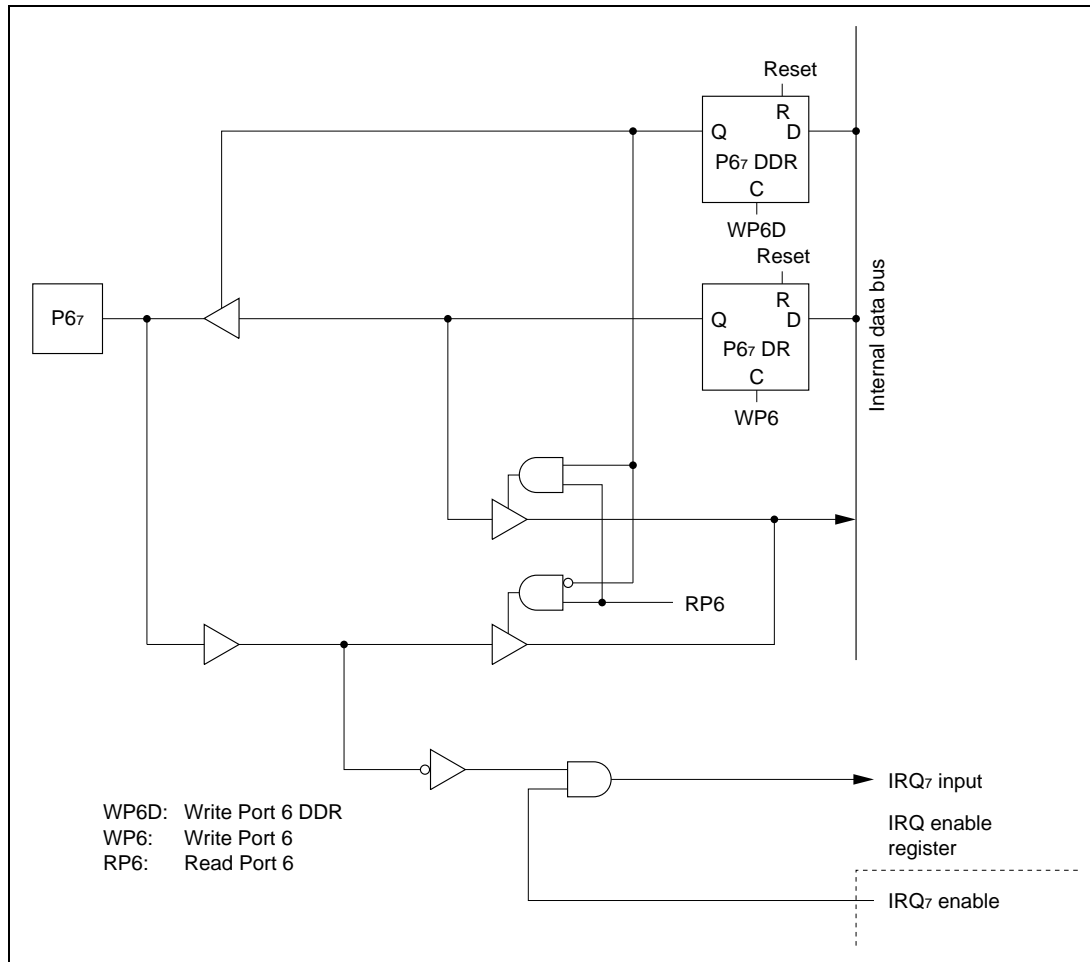 Reset
R
Q D
P6₇ DDR
C
WP6D
Reset
R
Q D
P6₇ DR
C
WP6
P6₇
Internal data bus
RP6
WP6D: Write Port 6 DDR
WP6: Write Port 6
RP6: Read Port 6
IRQ₇ input
IRQ enable
register
IRQ₇ enable